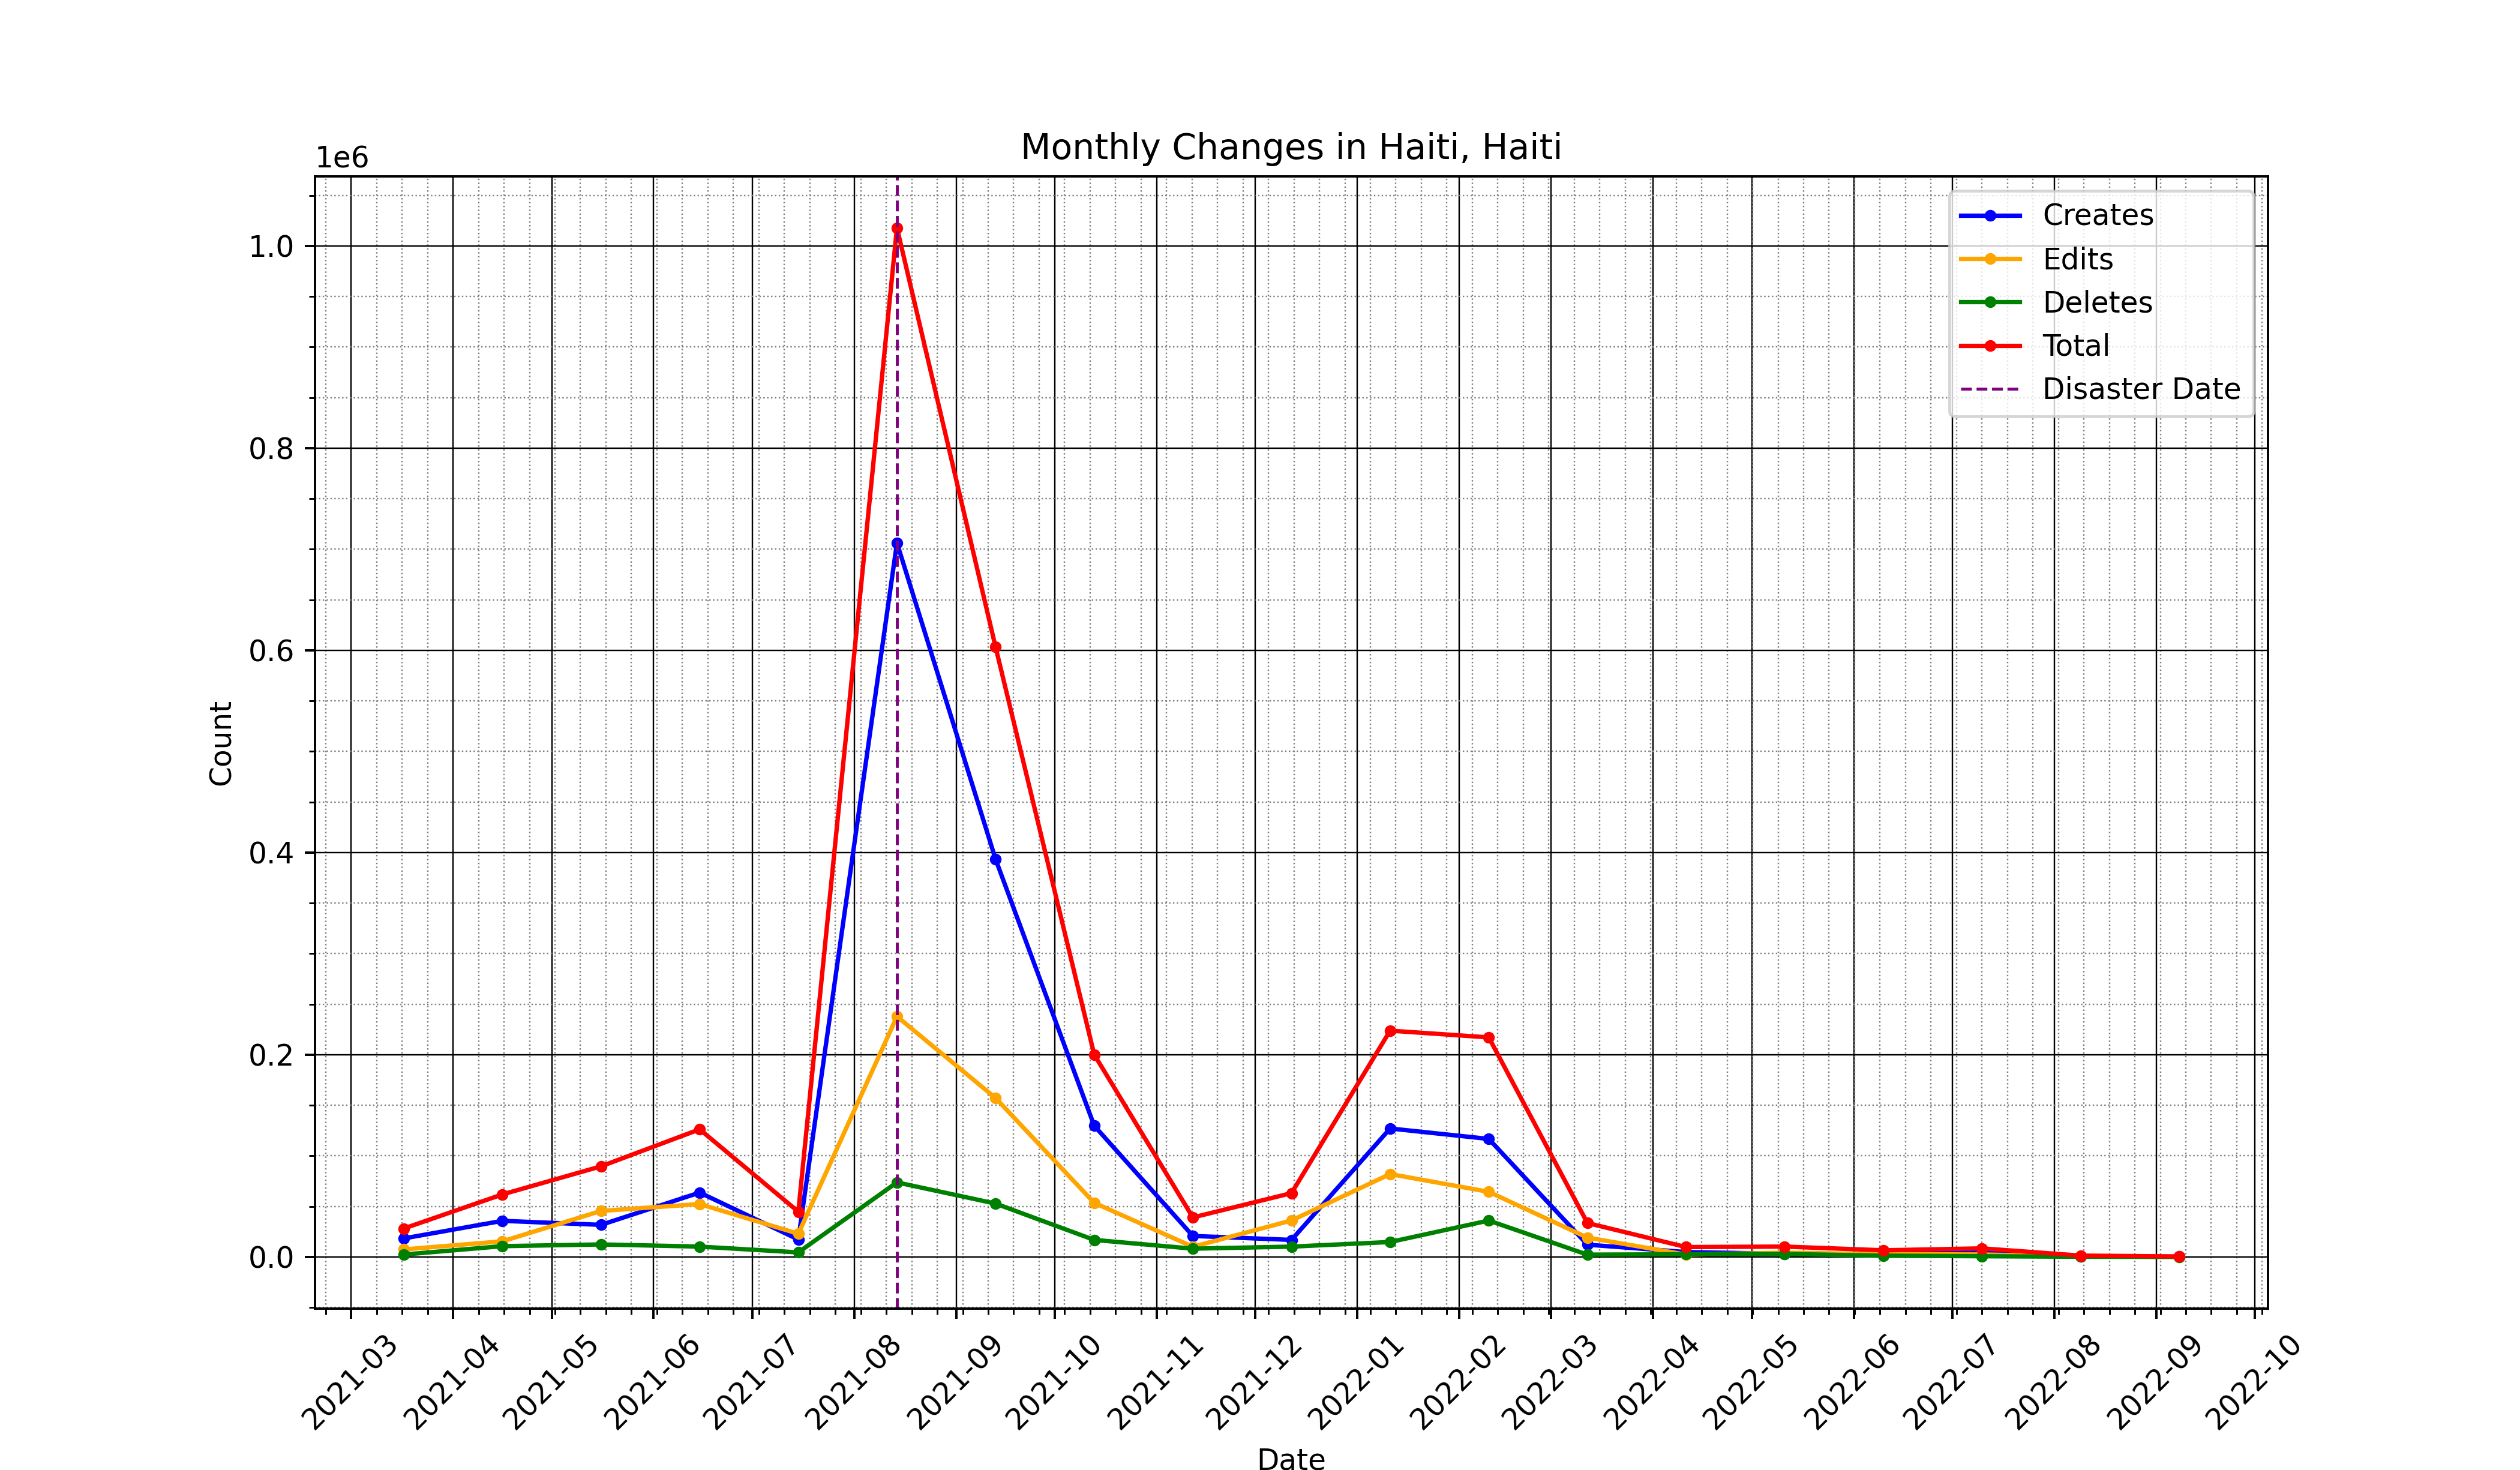 Monthly Changes in Haiti, Haiti
1e6
1.0
0.8
0.6
0.4
0.2
0.0
Count
Creates
Edits
Deletes
Total
Disaster Date
2021-03
2021-04
2021-05
2021-06
2021-07
2021-08
2021-09
2021-10
2021-11
2021-12
2022-01
2022-02
2022-03
2022-04
2022-05
2022-06
2022-07
2022-08
2022-09
2022-10
Date